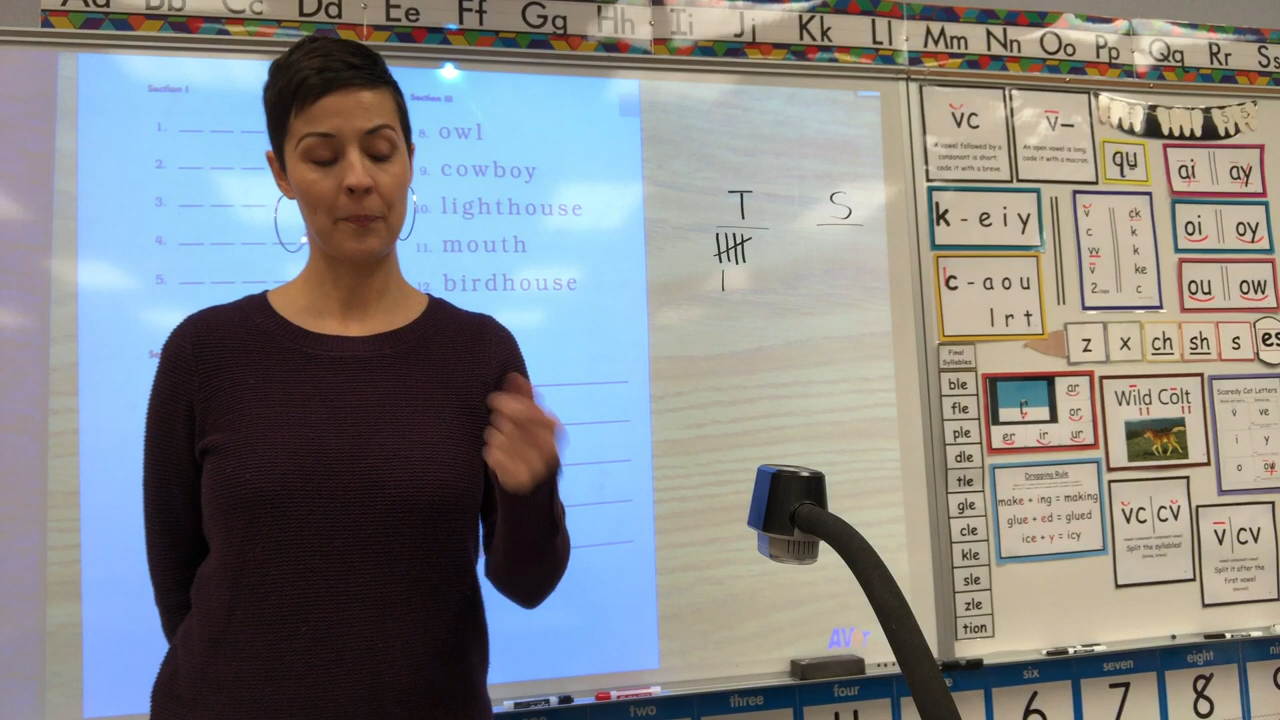 Aa Bb Cc Dd Ee Ff Gg Hh Ii Jj Kk Ll Mm Nn Oo Pp Qq Rr Ss
Section I
1.
2.
3.
4.
5.
Section III
8. owl
9. cowboy
10. lighthouse
11. mouth
12. birdhouse
T S
AV
v̆c
A vowel followed by a
consonant is short;
code it with a breve.
v̄-
An open vowel is long;
code it with a macron.
qu
ai ay
k - e i y
oi oy
c - a o u
l r t
v̆ ck
c k
vv k
v̄ ke
c
ou ow
z x ch sh s es
Final
Syllables
ble
fle
ple
dle
tle
gle
cle
kle
sle
zle
tion
r
ar
or
er ir ur
Wīld Cōlt
Scaredy Cat Letters
v ve
i y
o ow
Dropping Rule
make + ing = making
glue + ed = glued
ice + y = icy
v̆c|cv̆
Split the syllables!
v̄|cv
Split it after the
first vowel
two three four six seven eight
6 7 8